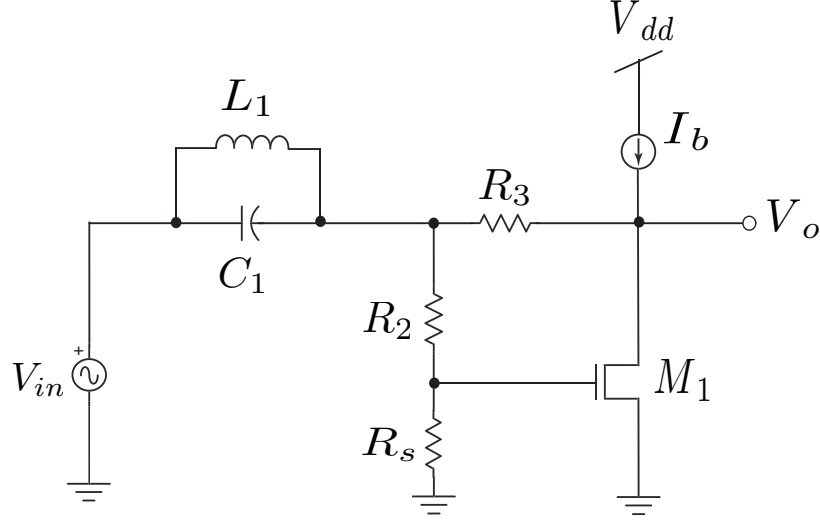 V_dd
L_1
I_b
R_3
V_o
C_1
R_2
+
V_in
M_1
R_s